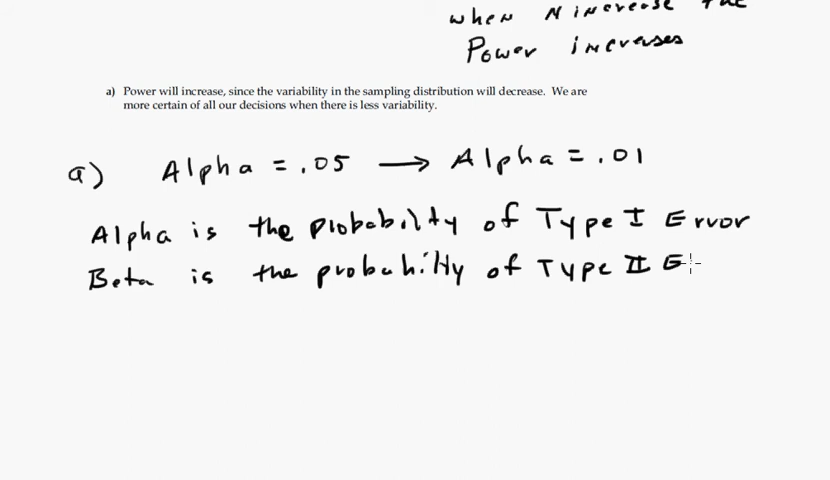 when N increase the
Power increases
a) Power will increase, since the variability in the sampling distribution will decrease. We are
more certain of all our decisions when there is less variability.
a) Alpha = .05 → Alpha = .01
Alpha is the probability of Type I Error
Beta is the probability of Type II E